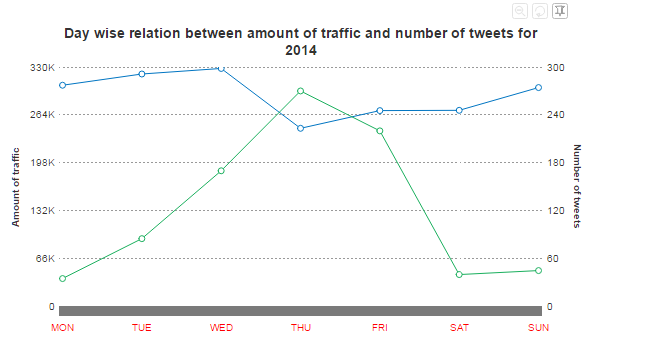 Day wise relation between amount of traffic and number of tweets for
2014
330K
264K
198K
132K
66K
0
Amount of traffic
300
240
180
120
60
0
Number of tweets
MON TUE WED THU FRI SAT SUN